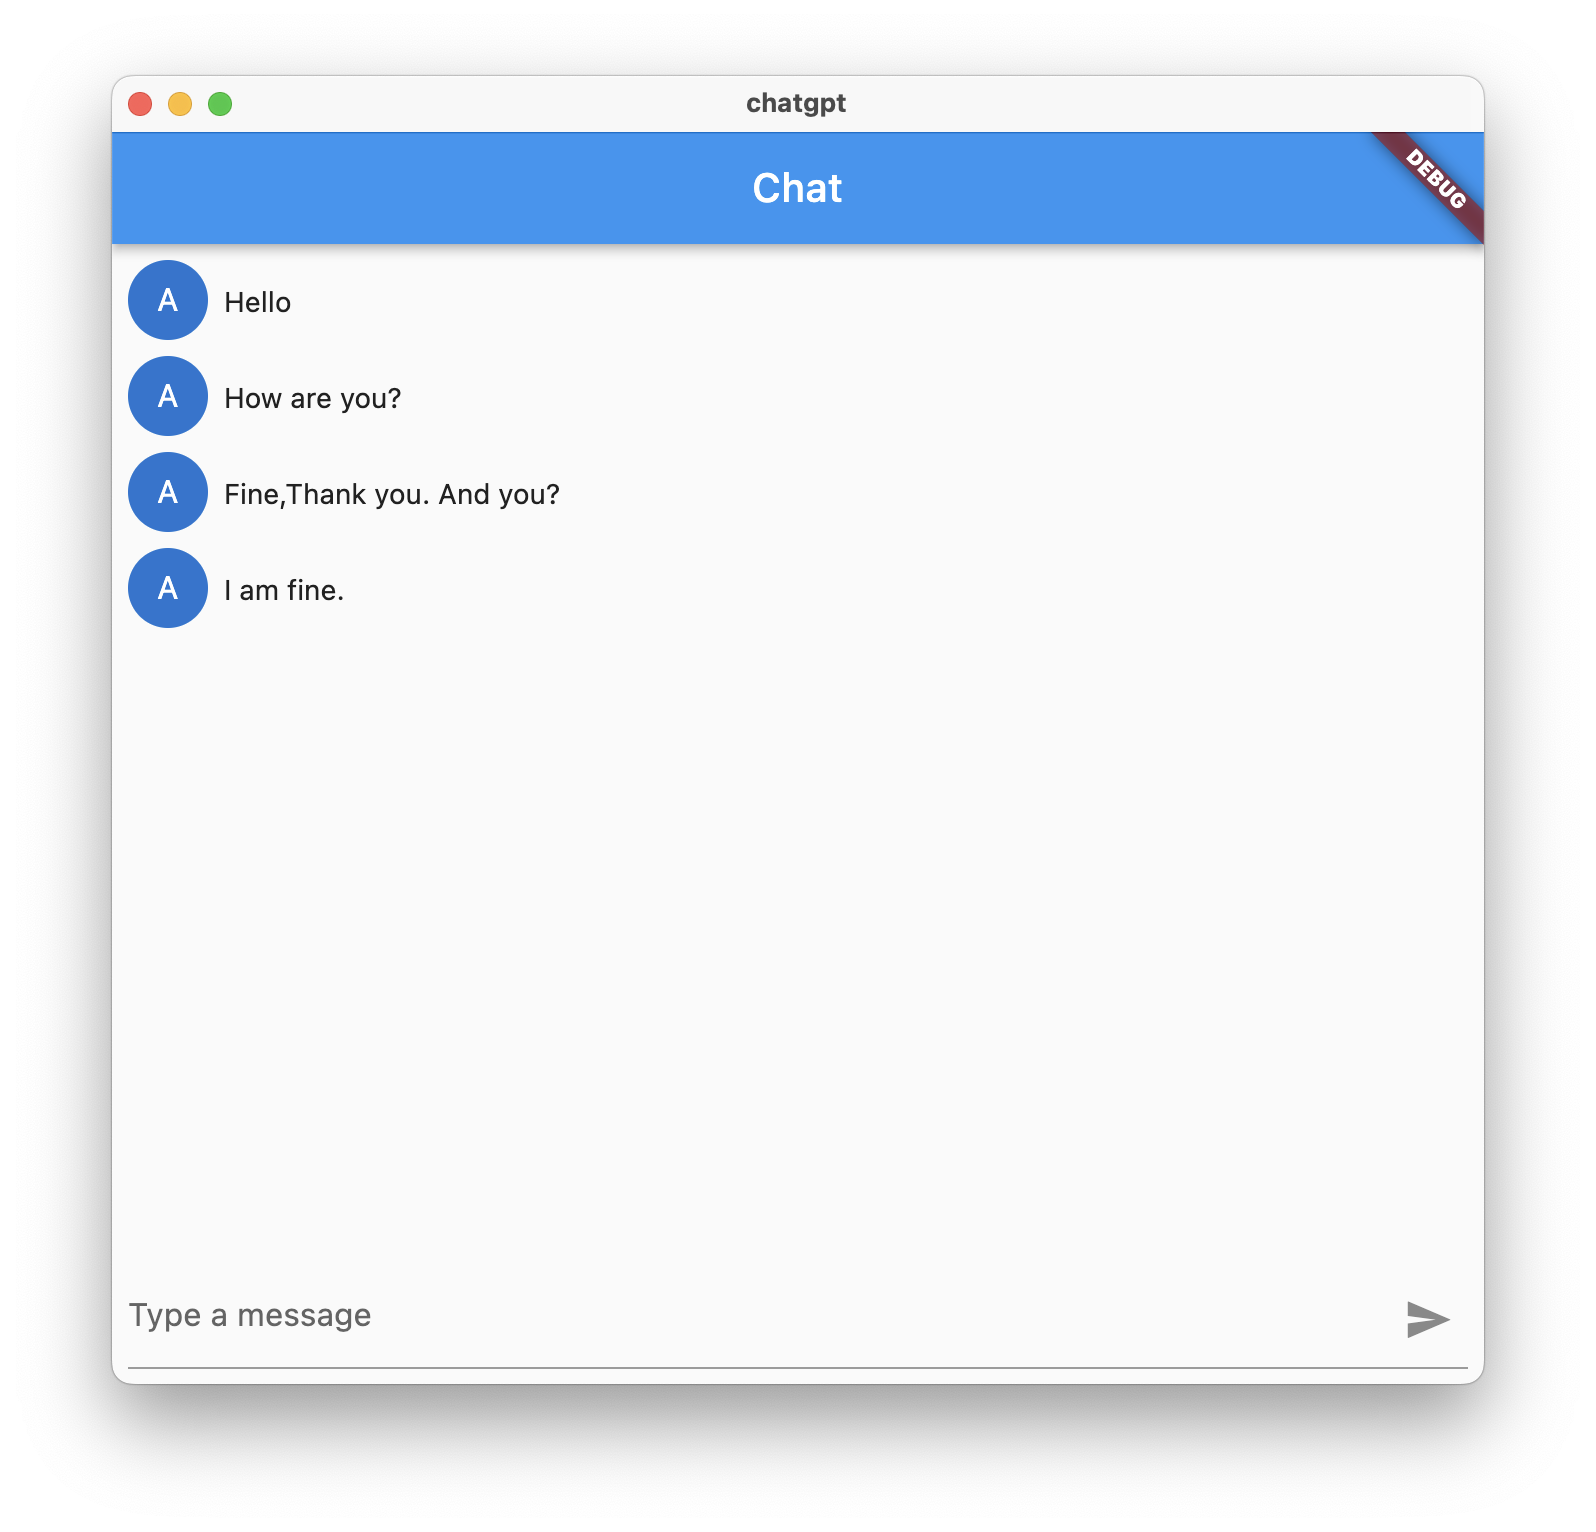 chatgpt
Chat
DEBUG
A Hello
A How are you?
A Fine,Thank you. And you?
A I am fine.
Type a message